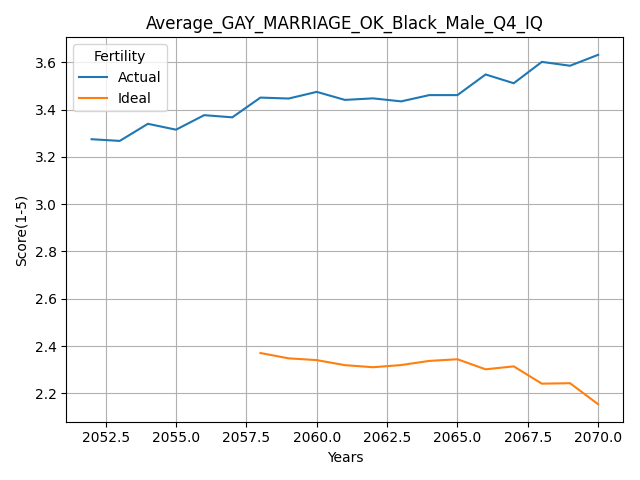 Average_GAY_MARRIAGE_OK_Black_Male_Q4_IQ
Fertility
Actual
Ideal
Score(1-5)
3.6
3.4
3.2
3.0
2.8
2.6
2.4
2.2
2052.5 2055.0 2057.5 2060.0 2062.5 2065.0 2067.5 2070.0
Years